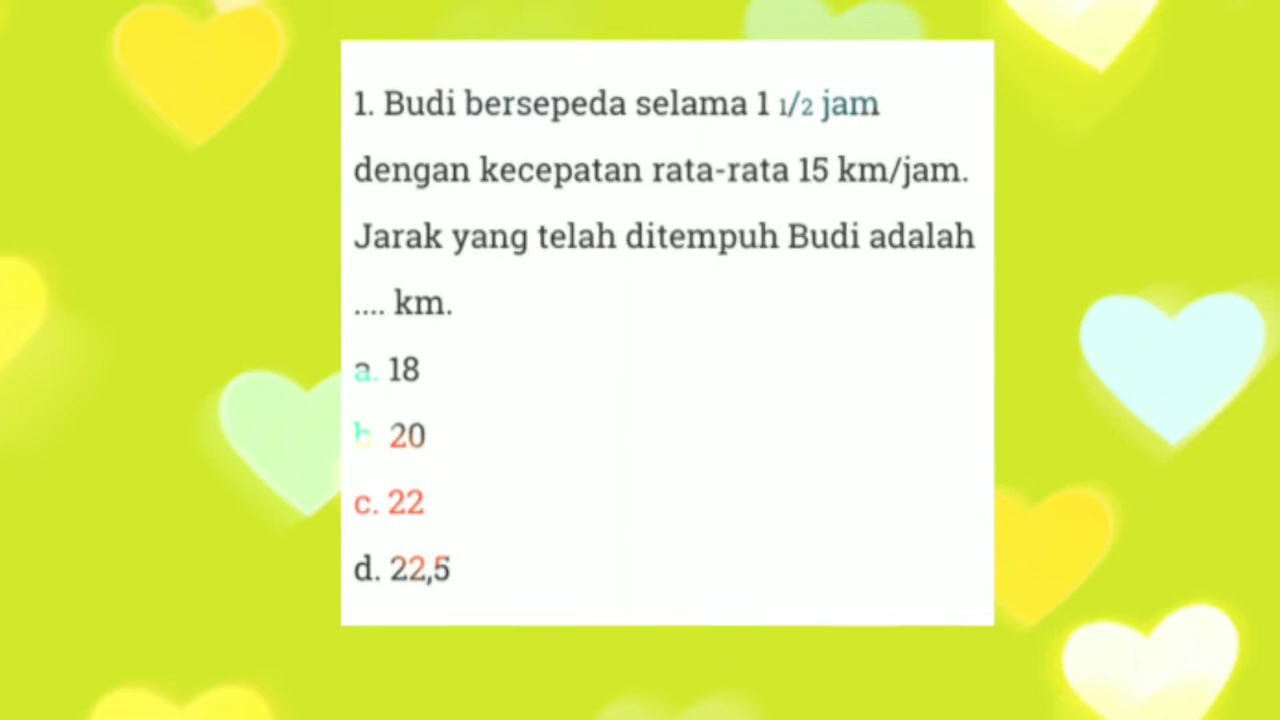 1. Budi bersepeda selama 1 1/2 jam
dengan kecepatan rata-rata 15 km/jam.
Jarak yang telah ditempuh Budi adalah
.... km.
a. 18
b. 20
c. 22
d. 22,5